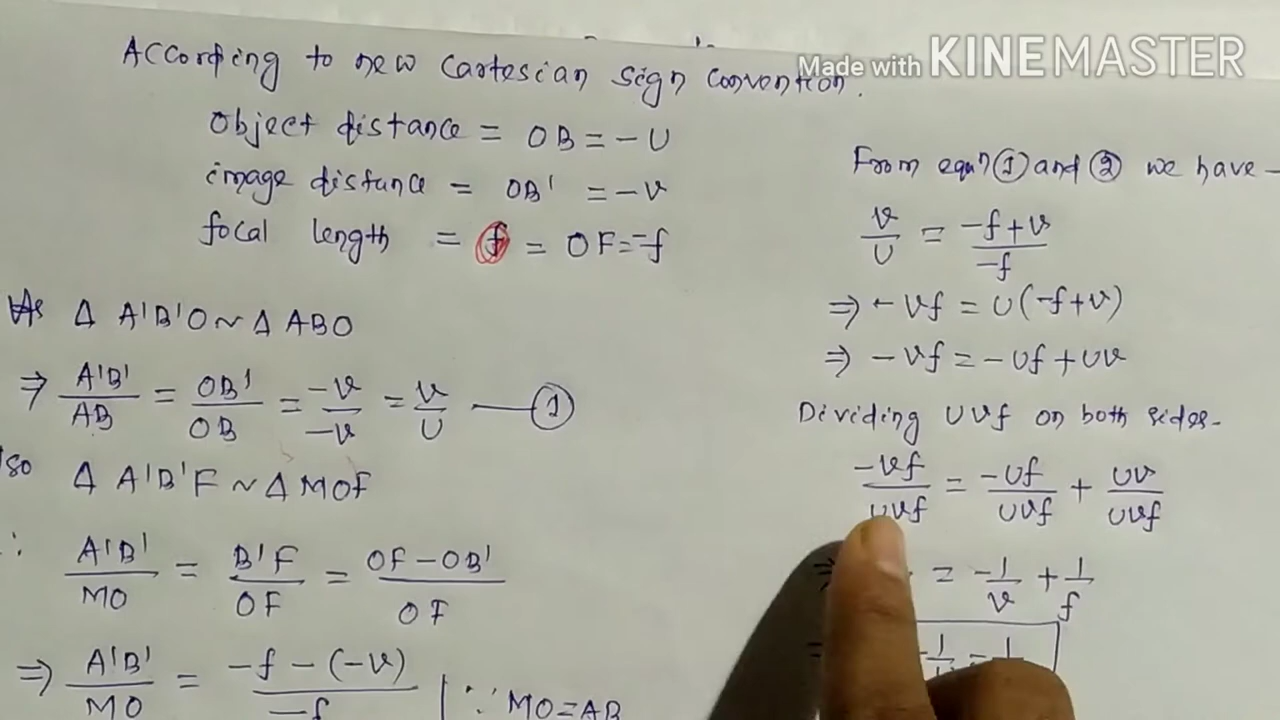 Made with KINEMASTER
According to new Cartesian Sign Convention.
Object distance = OB = -U
image distance = OB' = -v
focal length = f = OF = -f
As Δ A'B'O ~ Δ ABO
⇒ A'B'/AB = OB'/OB = -v/-v = v/U —— ①
Δ A'B'F ~ Δ MOF
∴ A'B'/MO = B'F/OF = OF-OB'/OF
⇒ A'B'/MO = -f-(-v)/-f | ∵ MO=AB
From equn ① and ② we have -
v/U = -f+v/-f
⇒ -vf = U(-f+v)
⇒ -vf = -Uf + Uv
Dividing UVf on both sides-
-vf/UVf = -Uf/UVf + UV/UVf
⇒ = -1/v + 1/f